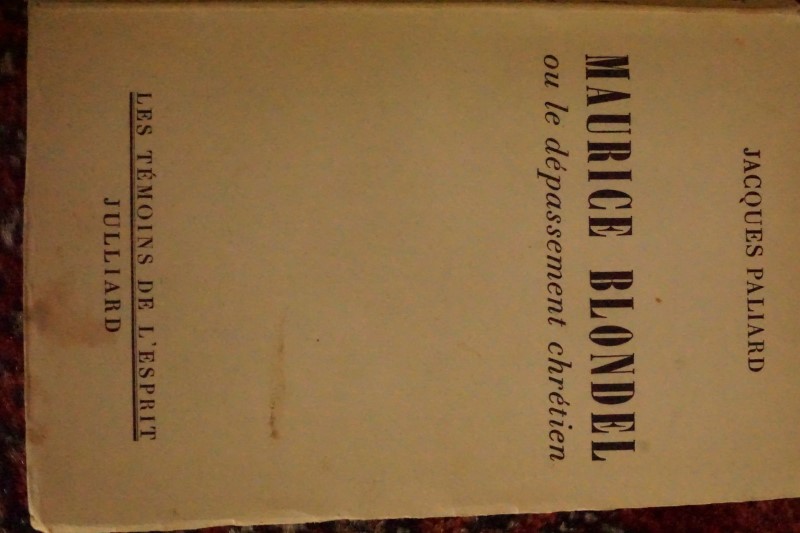 JACQUES PALIARD
MAURICE BLONDEL
ou le dépassement chrétien
LES TÉMOINS DE L'ESPRIT
JULLIARD